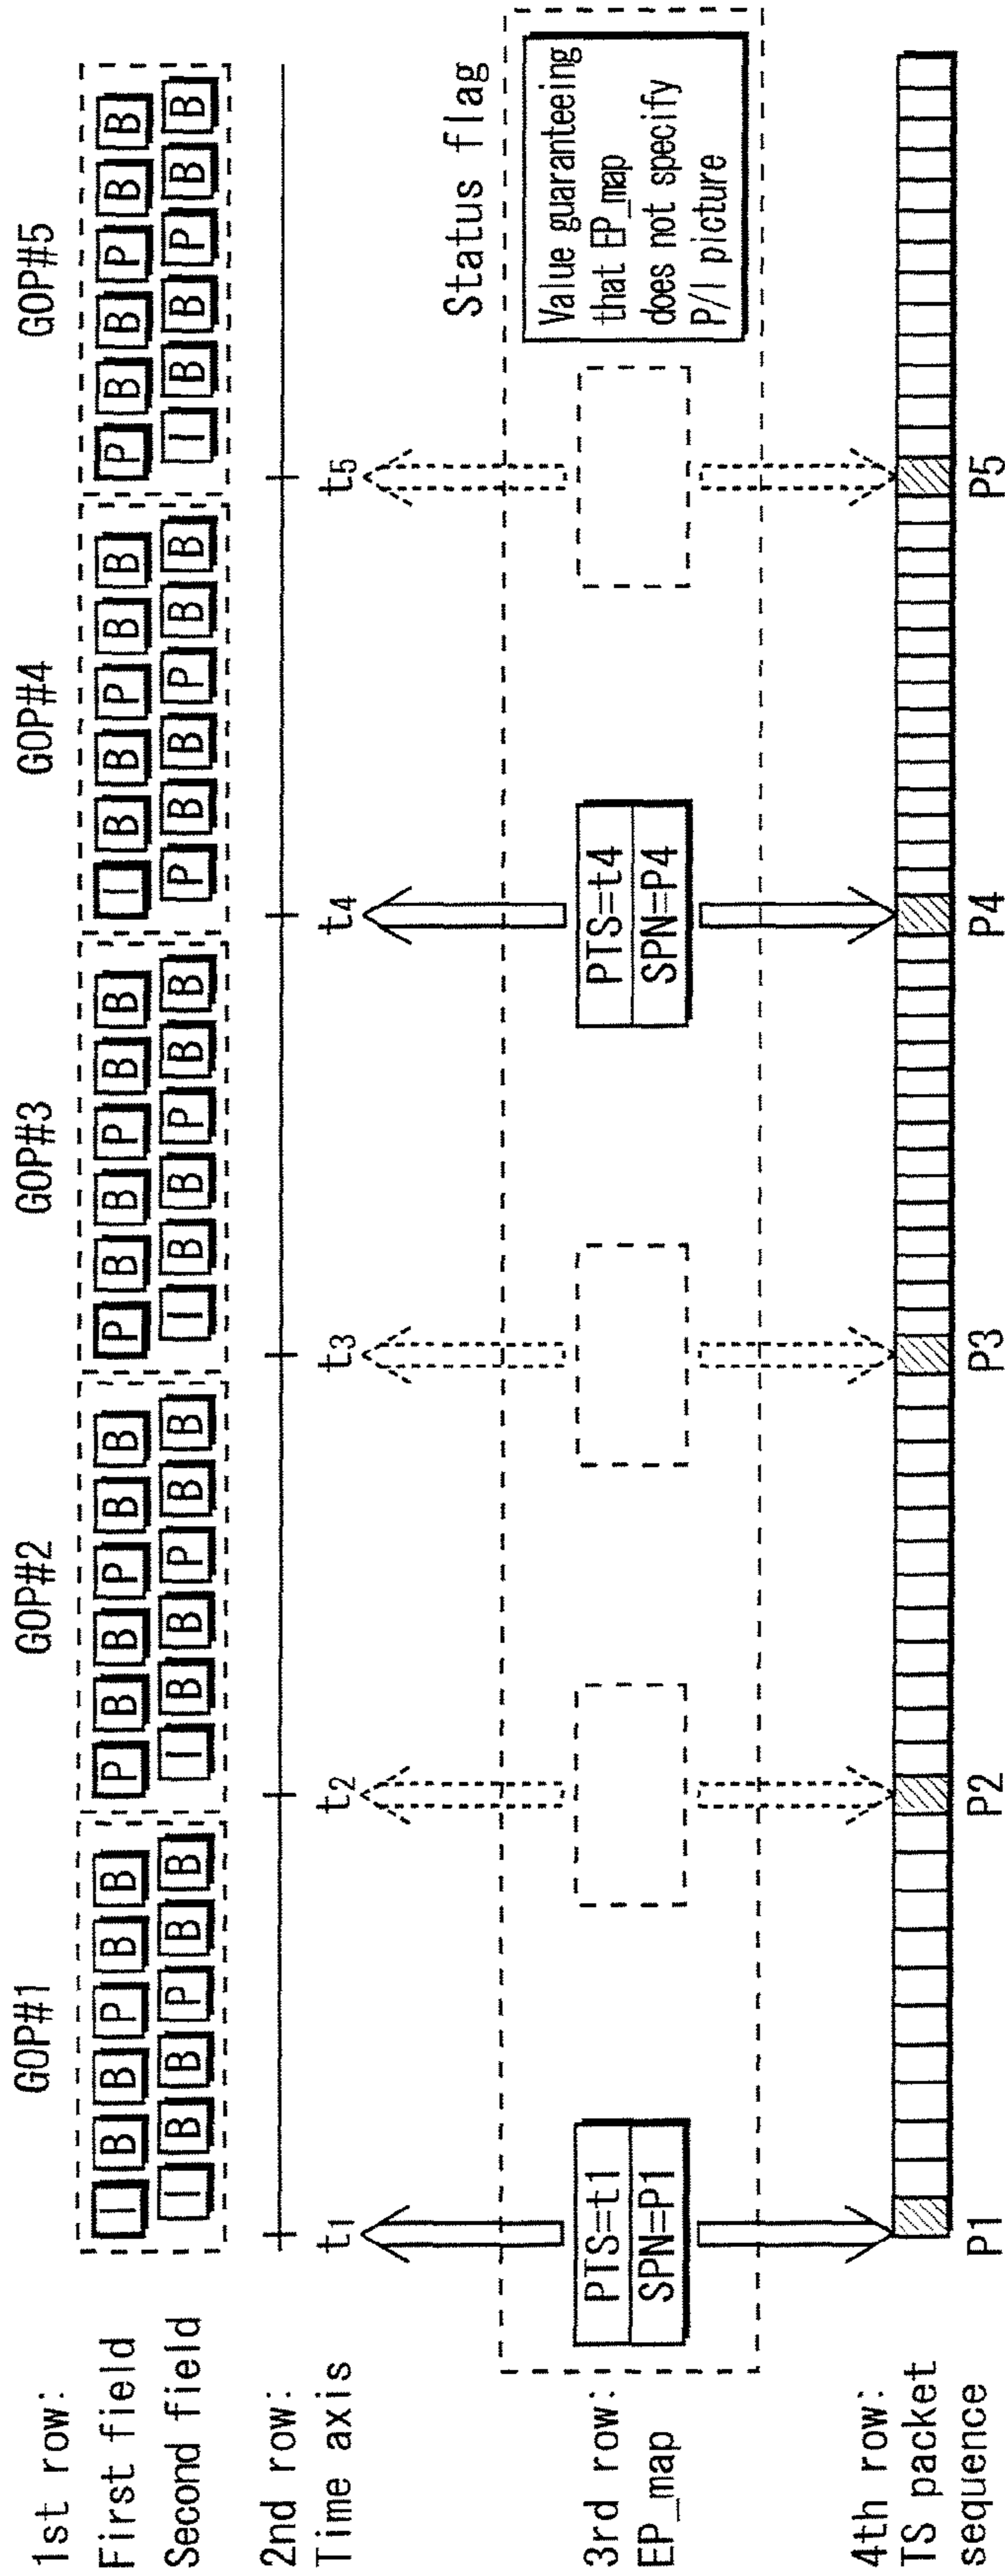 1st row:
First field
Second field
GOP#1 GOP#2 GOP#3 GOP#4 GOP#5
I B B P B B P B B P B B P B B P B B I B B P B B P B B P B B
I B B P B B I B B P B B I B B P B B P B B P B B I B B P B B
2nd row:
Time axis
t1 t2 t3 t4 t5
Status flag
3rd row:
EP_map
PTS=t1
SPN=P1
PTS=t4
SPN=P4
Value guaranteeing
that EP_map
does not specify
P/I picture
4th row:
TS packet
sequence
P1 P2 P3 P4 P5